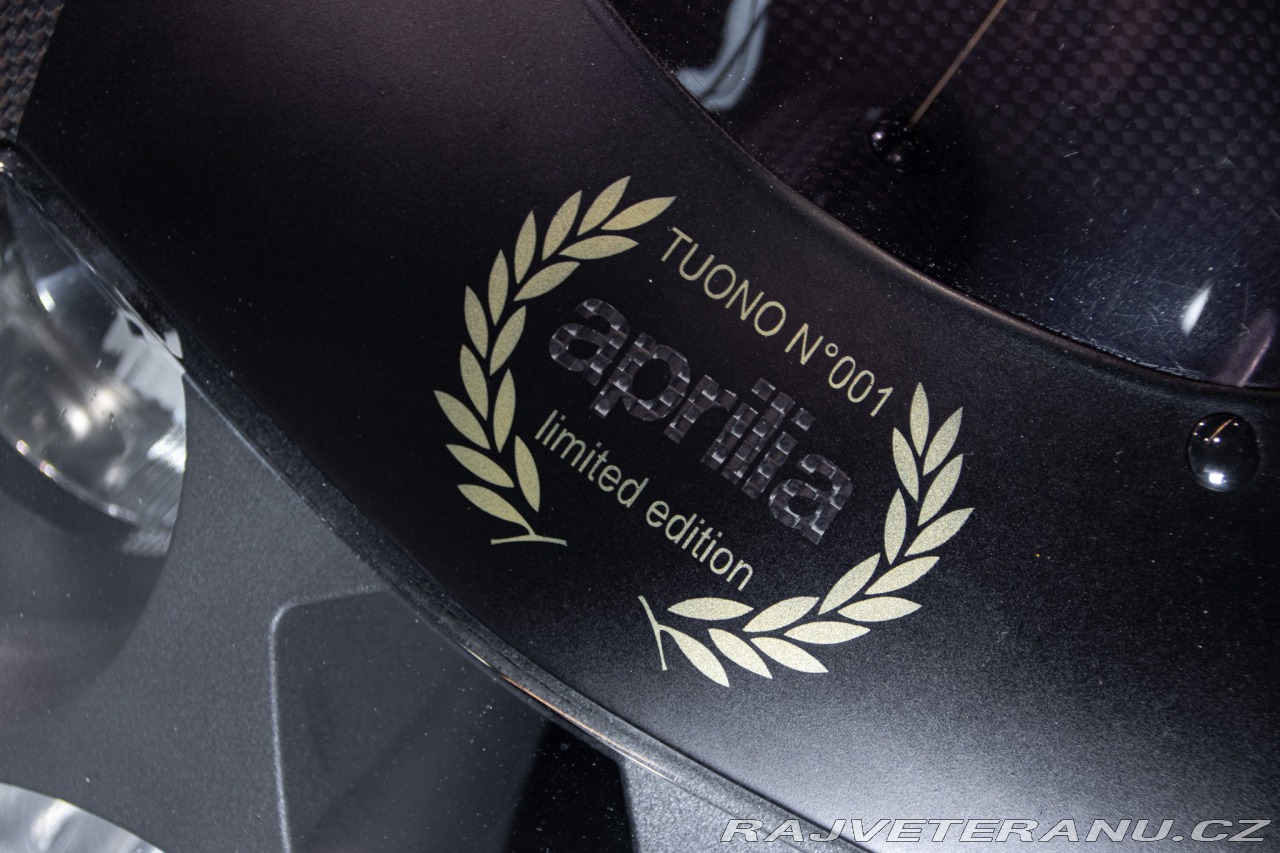 TUONO N°001
aprilia
limited edition
RAJVETERANU.CZ